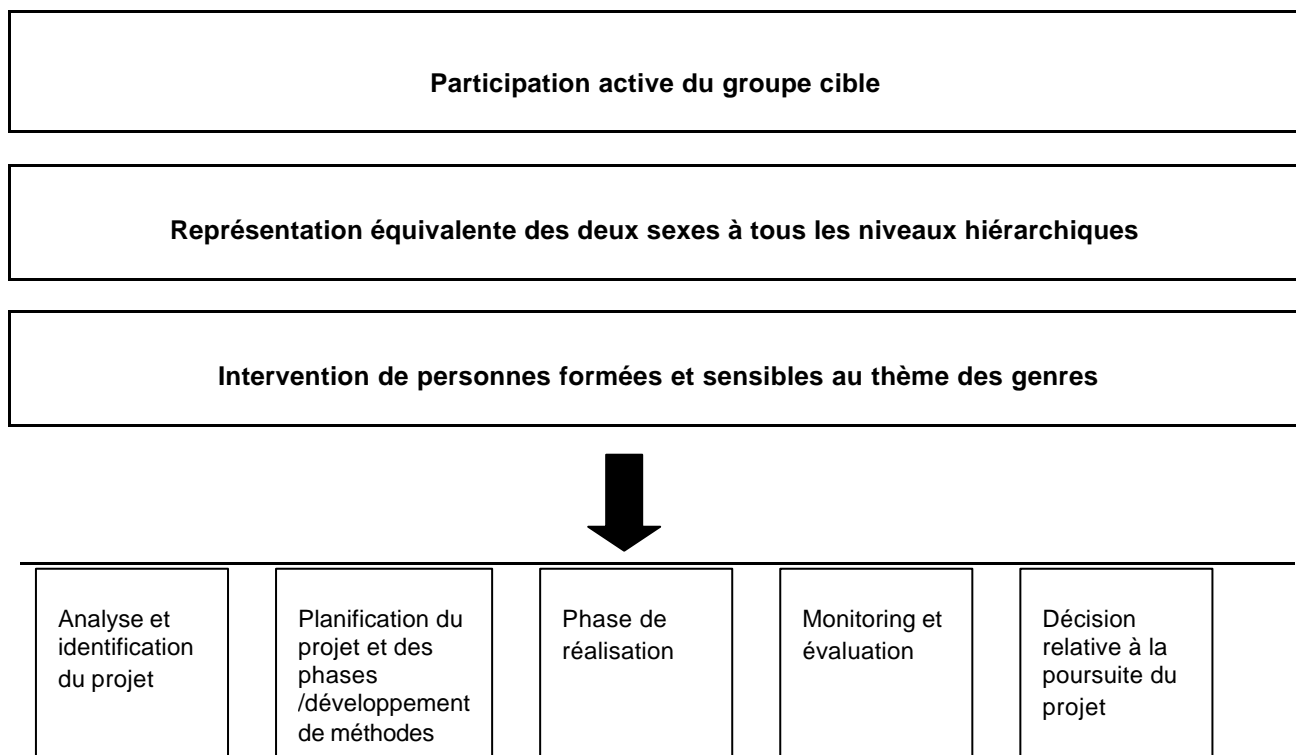 Participation active du groupe cible
Représentation équivalente des deux sexes à tous les niveaux hiérarchiques
Intervention de personnes formées et sensibles au thème des genres
Analyse et
identification
du projet
Planification du
projet et des
phases
/développement
de méthodes
Phase de
réalisation
Monitoring et
évaluation
Décision
relative à la
poursuite du
projet